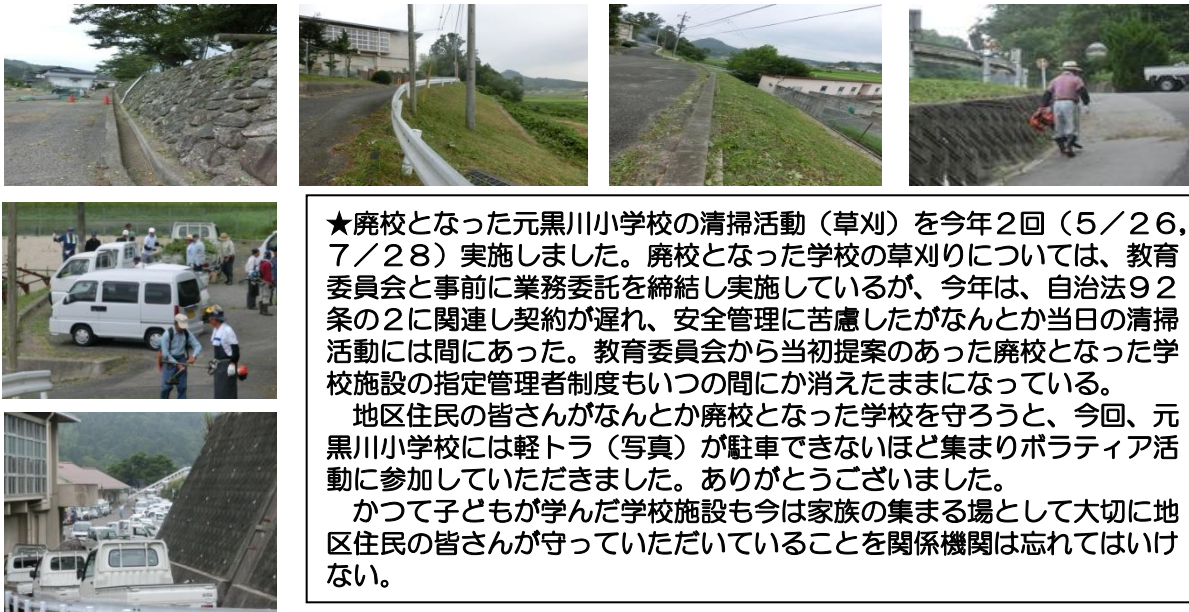 ★廃校となった元黒川小学校の清掃活動（草刈）を今年２回（５／２６，
７／２８）実施しました。廃校となった学校の草刈りについては、教育
委員会と事前に業務委託を締結し実施しているが、今年は、自治法９２
条の２に関連し契約が遅れ、安全管理に苦慮したがなんとか当日の清掃
活動には間にあった。教育委員会から当初提案のあった廃校となった学
校施設の指定管理者制度もいつの間にか消えたままになっている。
　地区住民の皆さんがなんとか廃校となった学校を守ろうと、今回、元
黒川小学校には軽トラ（写真）が駐車できないほど集まりボラティア活
動に参加していただきました。ありがとうございました。
　かつて子どもが学んだ学校施設も今は家族の集まる場として大切に地
区住民の皆さんが守っていただいていることを関係機関は忘れてはいけ
ない。